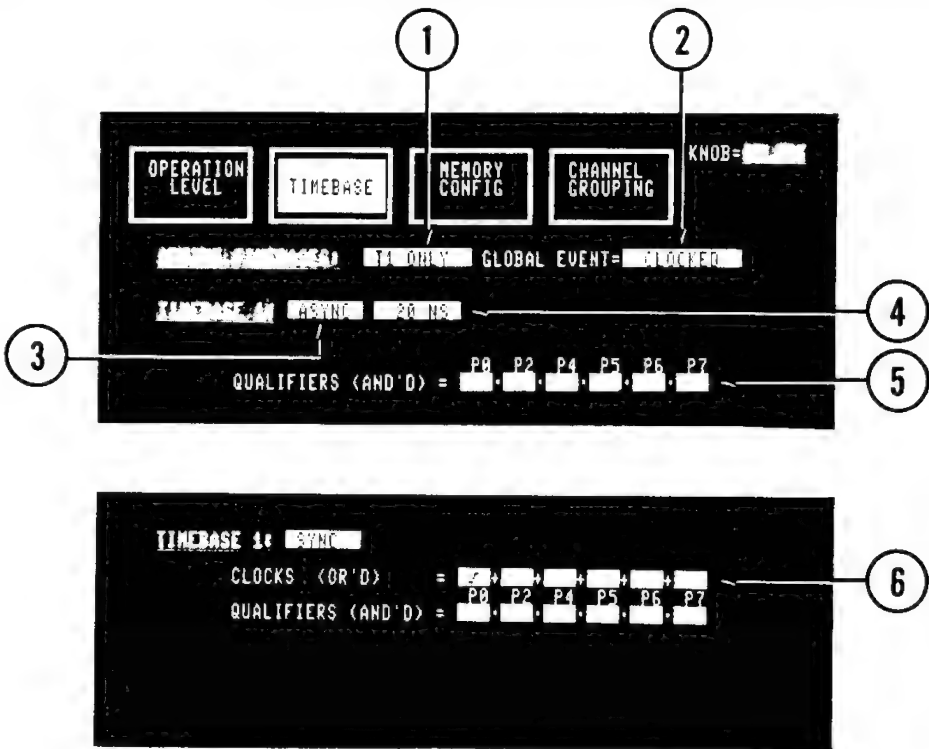 1 2
KNOB=
OPERATION LEVEL TIMEBASE MEMORY CONFIG CHANNEL GROUPING
T1 ONLY GLOBAL EVENT= CLOCKED
TIMEBASE 1: ASYNC 20 NS
4
3
P0 P2 P4 P5 P6 P7
QUALIFIERS (AND'D) = . . . . .
5
TIMEBASE 1: SYNC
CLOCKS (OR'D) = + + + + +
6
P0 P2 P4 P5 P6 P7
QUALIFIERS (AND'D) = . . . . .